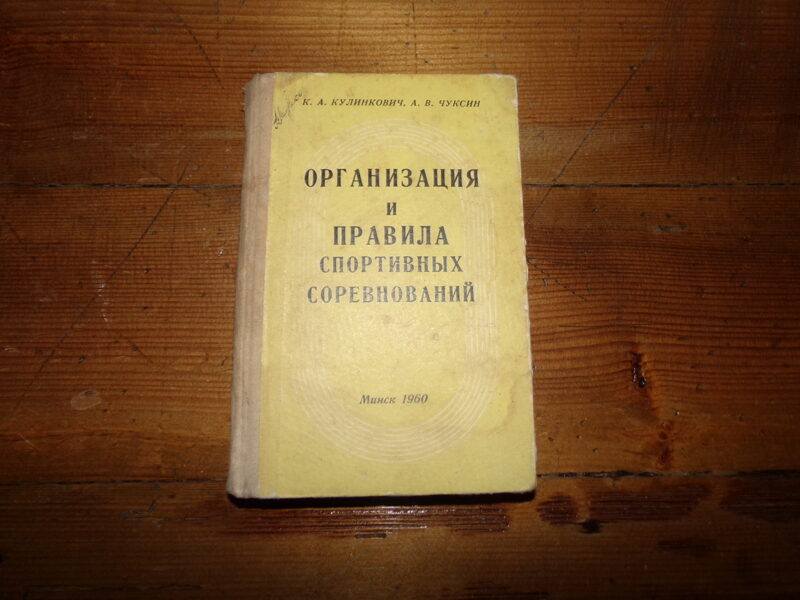 К. А. КУЛИНКОВИЧ, А. В. ЧУКСИН
ОРГАНИЗАЦИЯ
И
ПРАВИЛА
СПОРТИВНЫХ
СОРЕВНОВАНИЙ
Минск 1960